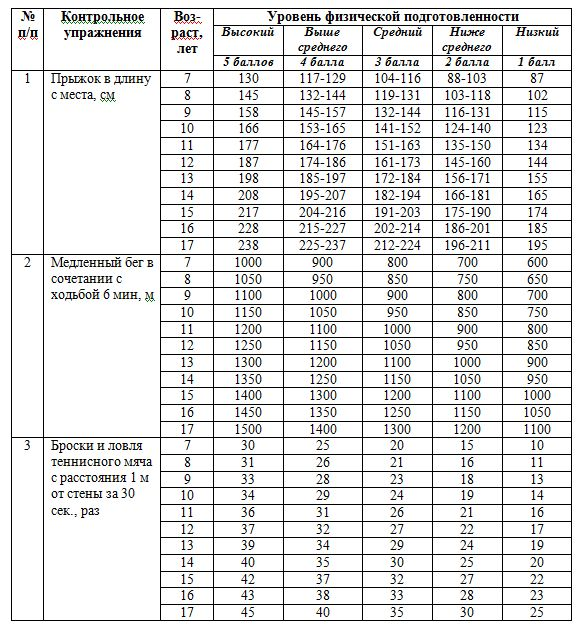 № п/п Контрольное упражнения Воз-раст, лет Уровень физической подготовленности
Высокий Выше среднего Средний Ниже среднего Низкий
5 баллов 4 балла 3 балла 2 балла 1 балл
1 Прыжок в длину 7 130 117-129 104-116 88-103 87
с места, см 8 145 132-144 119-131 103-118 102
9 158 145-157 132-144 116-131 115
10 166 153-165 141-152 124-140 123
11 177 164-176 151-163 135-150 134
12 187 174-186 161-173 145-160 144
13 198 185-197 172-184 156-171 155
14 208 195-207 182-194 166-181 165
15 217 204-216 191-203 175-190 174
16 228 215-227 202-214 186-201 185
17 238 225-237 212-224 196-211 195
2 Медленный бег в 7 1000 900 800 700 600
сочетании с 8 1050 950 850 750 650
ходьбой 6 мин, м 9 1100 1000 900 800 700
10 1150 1050 950 850 750
11 1200 1100 1000 900 800
12 1250 1150 1050 950 850
13 1300 1200 1100 1000 900
14 1350 1250 1150 1050 950
15 1400 1300 1200 1100 1000
16 1450 1350 1250 1150 1050
17 1500 1400 1300 1200 1100
3 Броски и ловля 7 30 25 20 15 10
теннисного мяча 8 31 26 21 16 11
с расстояния 1 м 9 33 28 23 18 13
от стены за 30 10 34 29 24 19 14
сек., раз 11 36 31 26 21 16
12 37 32 27 22 17
13 39 34 29 24 19
14 40 35 30 25 20
15 42 37 32 27 22
16 43 38 33 28 23
17 45 40 35 30 25